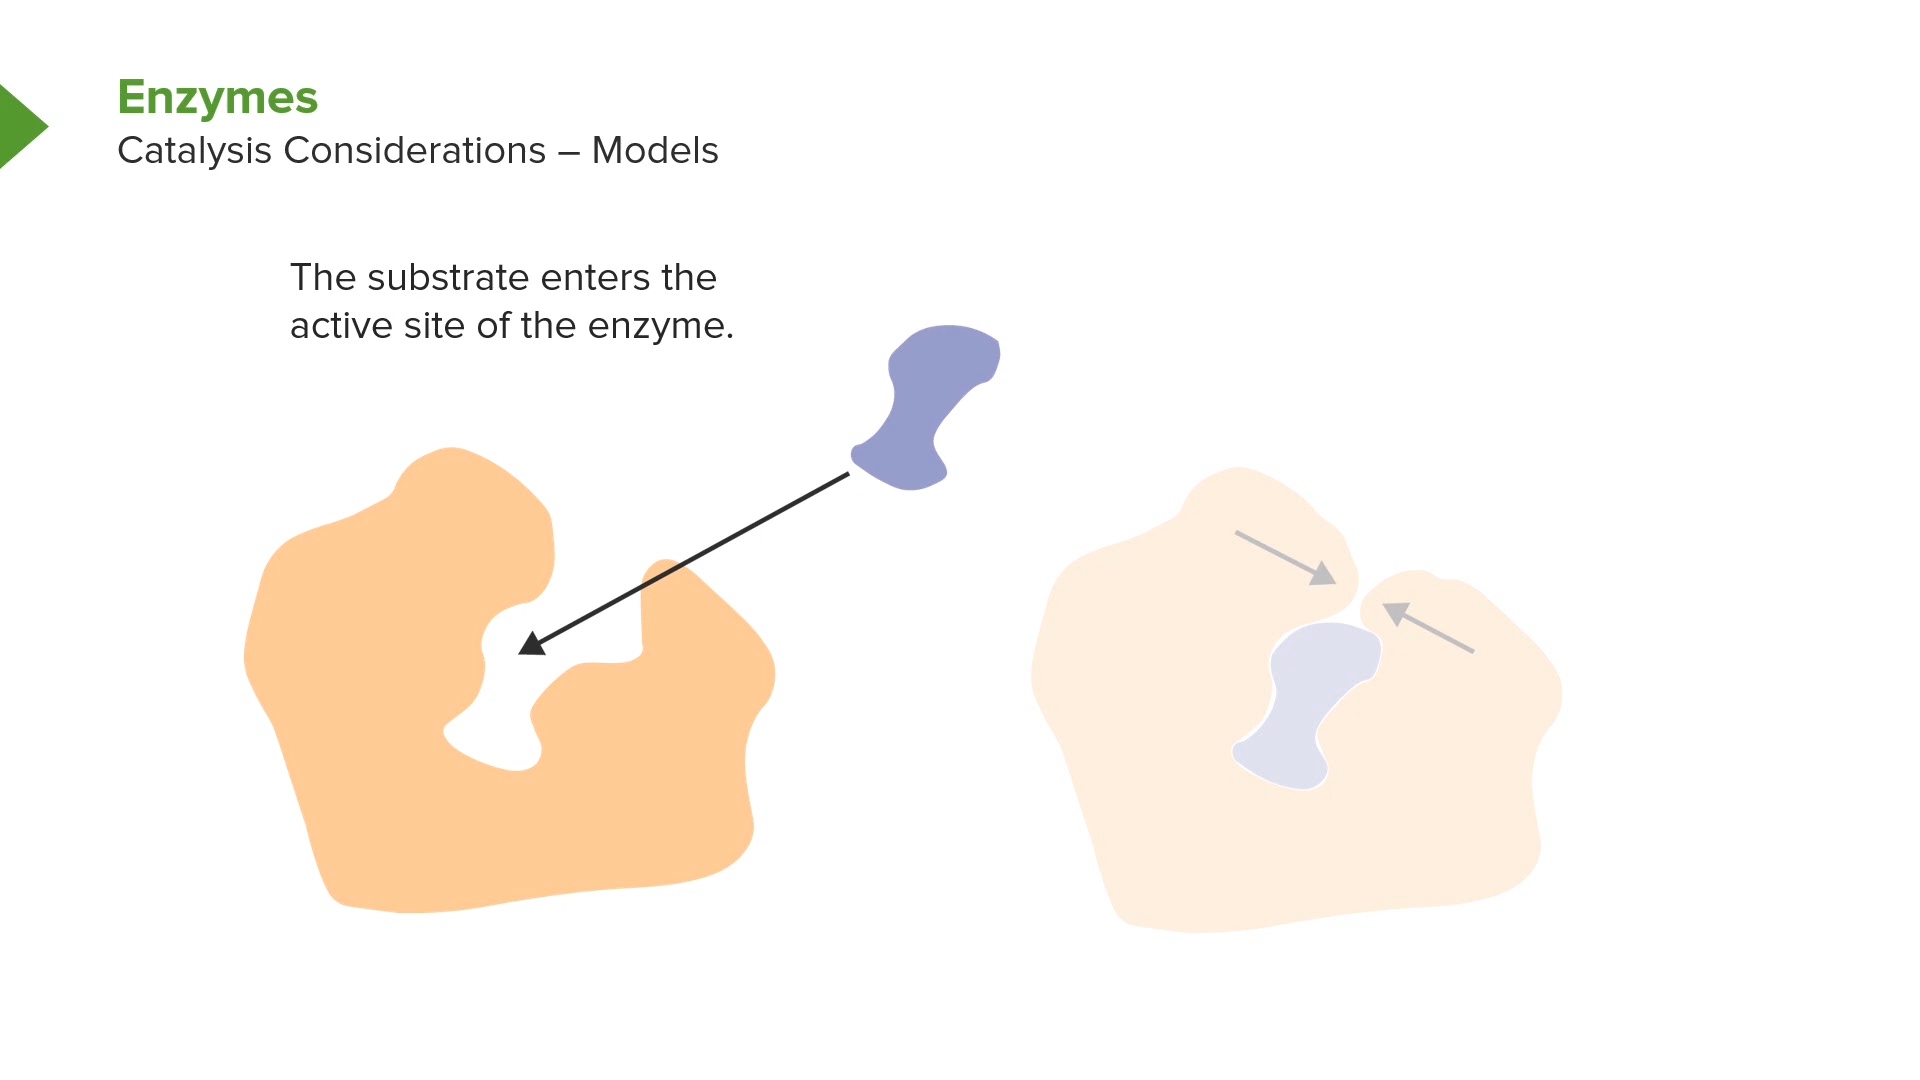 Enzymes
Catalysis Considerations – Models
The substrate enters the
active site of the enzyme.